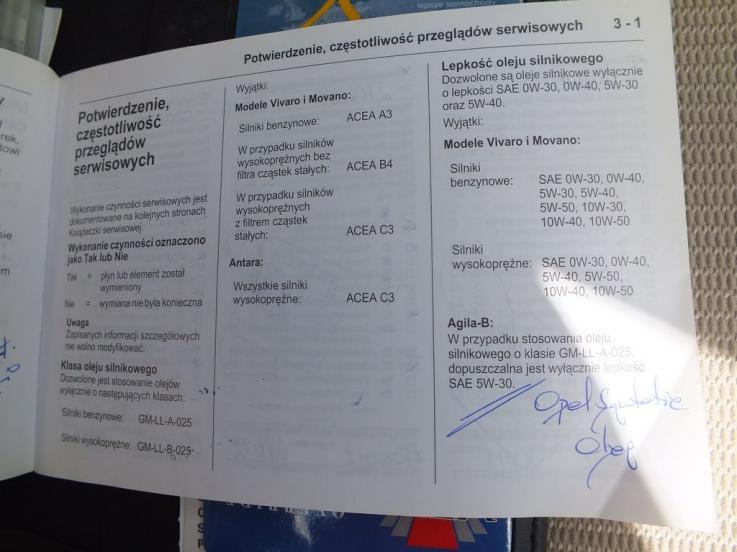 - lepsze samochody.
Potwierdzenie, częstotliwość przeglądów serwisowych 3 - 1
Potwierdzenie,
częstotliwość
przeglądów
serwisowych
Wykonanie czynności serwisowych jest
dokumentowane na kolejnych stronach
Książeczki serwisowej.
Wykonanie czynności oznaczono
jako Tak lub Nie
Tak = płyn lub element został
wymieniony
Nie = wymiana nie była konieczna
Uwaga
Zapisanych informacji szczegółowych
nie wolno modyfikować.
Klasa oleju silnikowego
Dozwolone jest stosowanie olejów
wyłącznie o następujących klasach:
Silniki benzynowe: GM-LL-A-025
Silniki wysokoprężne: GM-LL-B-025
Wyjątki:
Modele Vivaro i Movano:
Silniki benzynowe: ACEA A3
W przypadku silników
wysokoprężnych bez
filtra cząstek stałych: ACEA B4
W przypadku silników
wysokoprężnych
z filtrem cząstek
stałych: ACEA C3
Antara:
Wszystkie silniki
wysokoprężne: ACEA C3
Lepkość oleju silnikowego
Dozwolone są oleje silnikowe wyłącznie
o lepkości SAE 0W-30, 0W-40, 5W-30
oraz 5W-40.
Wyjątki:
Modele Vivaro i Movano:
Silniki
benzynowe: SAE 0W-30, 0W-40,
5W-30, 5W-40,
5W-50, 10W-30,
10W-40, 10W-50
Silniki
wysokoprężne: SAE 0W-30, 0W-40,
5W-40, 5W-50,
10W-40, 10W-50
Agila-B:
W przypadku stosowania oleju
silnikowego o klasie GM-LL-A-025,
dopuszczalna jest wyłącznie lepkość
SAE 5W-30.
Opel